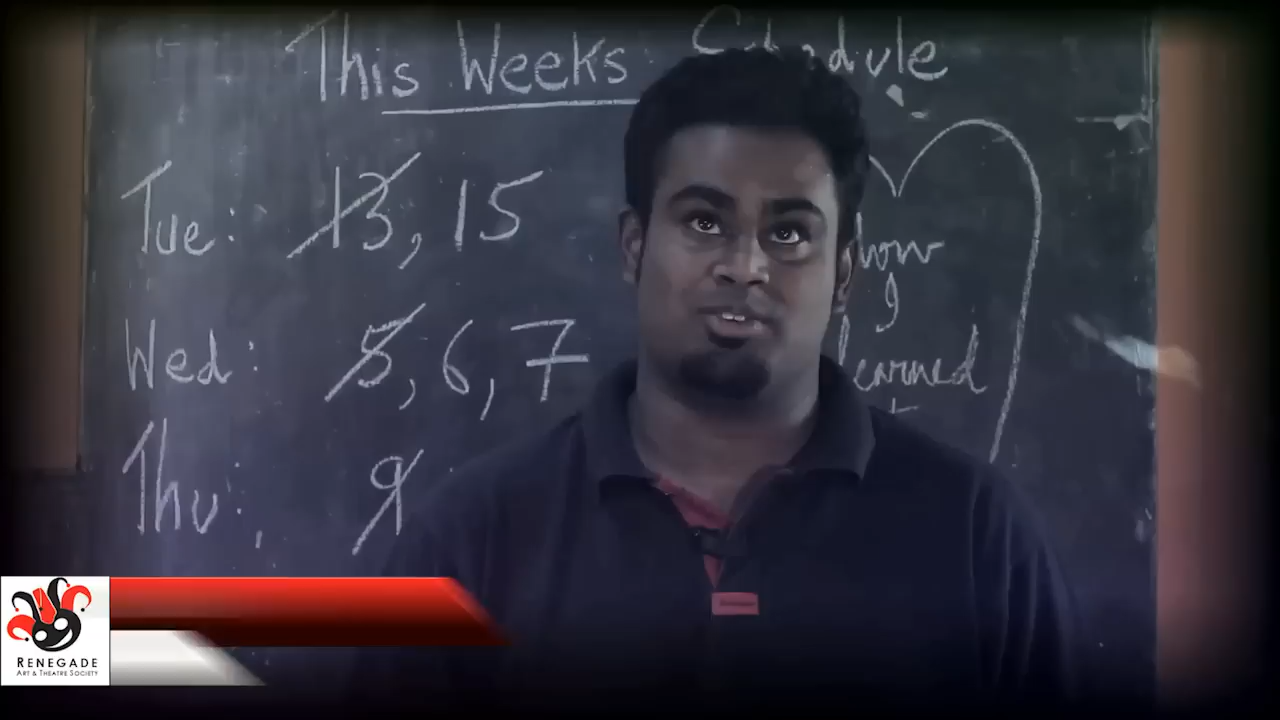 This Weeks Schedule
Tue: 13, 15
Wed: 5, 6, 7
Thu: 9
how
I
learned
RENEGADE
ART & THEATRE SOCIETY